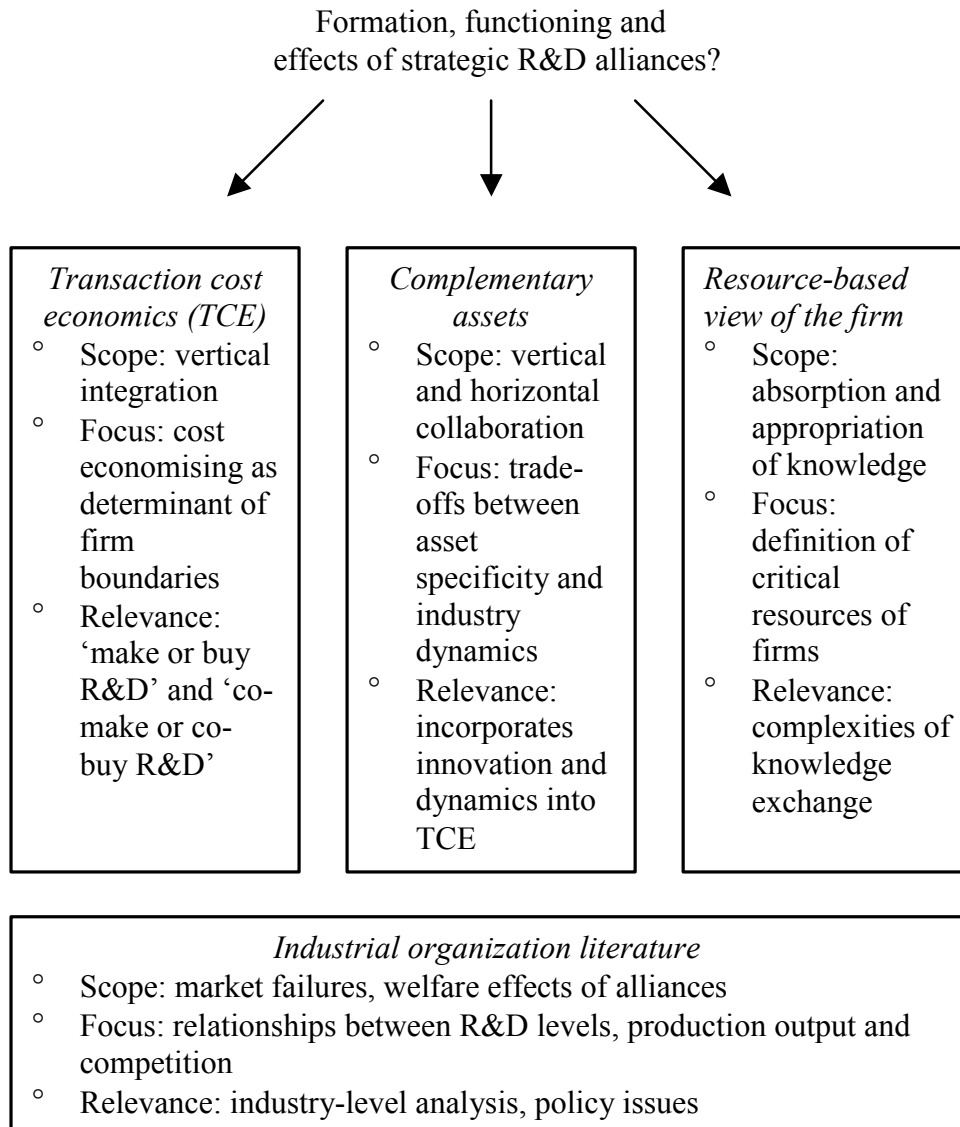 Formation, functioning and
effects of strategic R&D alliances?
Transaction cost
economics (TCE)
° Scope: vertical
integration
° Focus: cost
economising as
determinant of
firm
boundaries
° Relevance:
‘make or buy
R&D’ and ‘co-
make or co-
buy R&D’
Complementary
assets
° Scope: vertical
and horizontal
collaboration
° Focus: trade-
offs between
asset
specificity and
industry
dynamics
° Relevance:
incorporates
innovation and
dynamics into
TCE
Resource-based
view of the firm
° Scope:
absorption and
appropriation
of knowledge
° Focus:
definition of
critical
resources of
firms
° Relevance:
complexities of
knowledge
exchange
Industrial organization literature
° Scope: market failures, welfare effects of alliances
° Focus: relationships between R&D levels, production output and
competition
° Relevance: industry-level analysis, policy issues